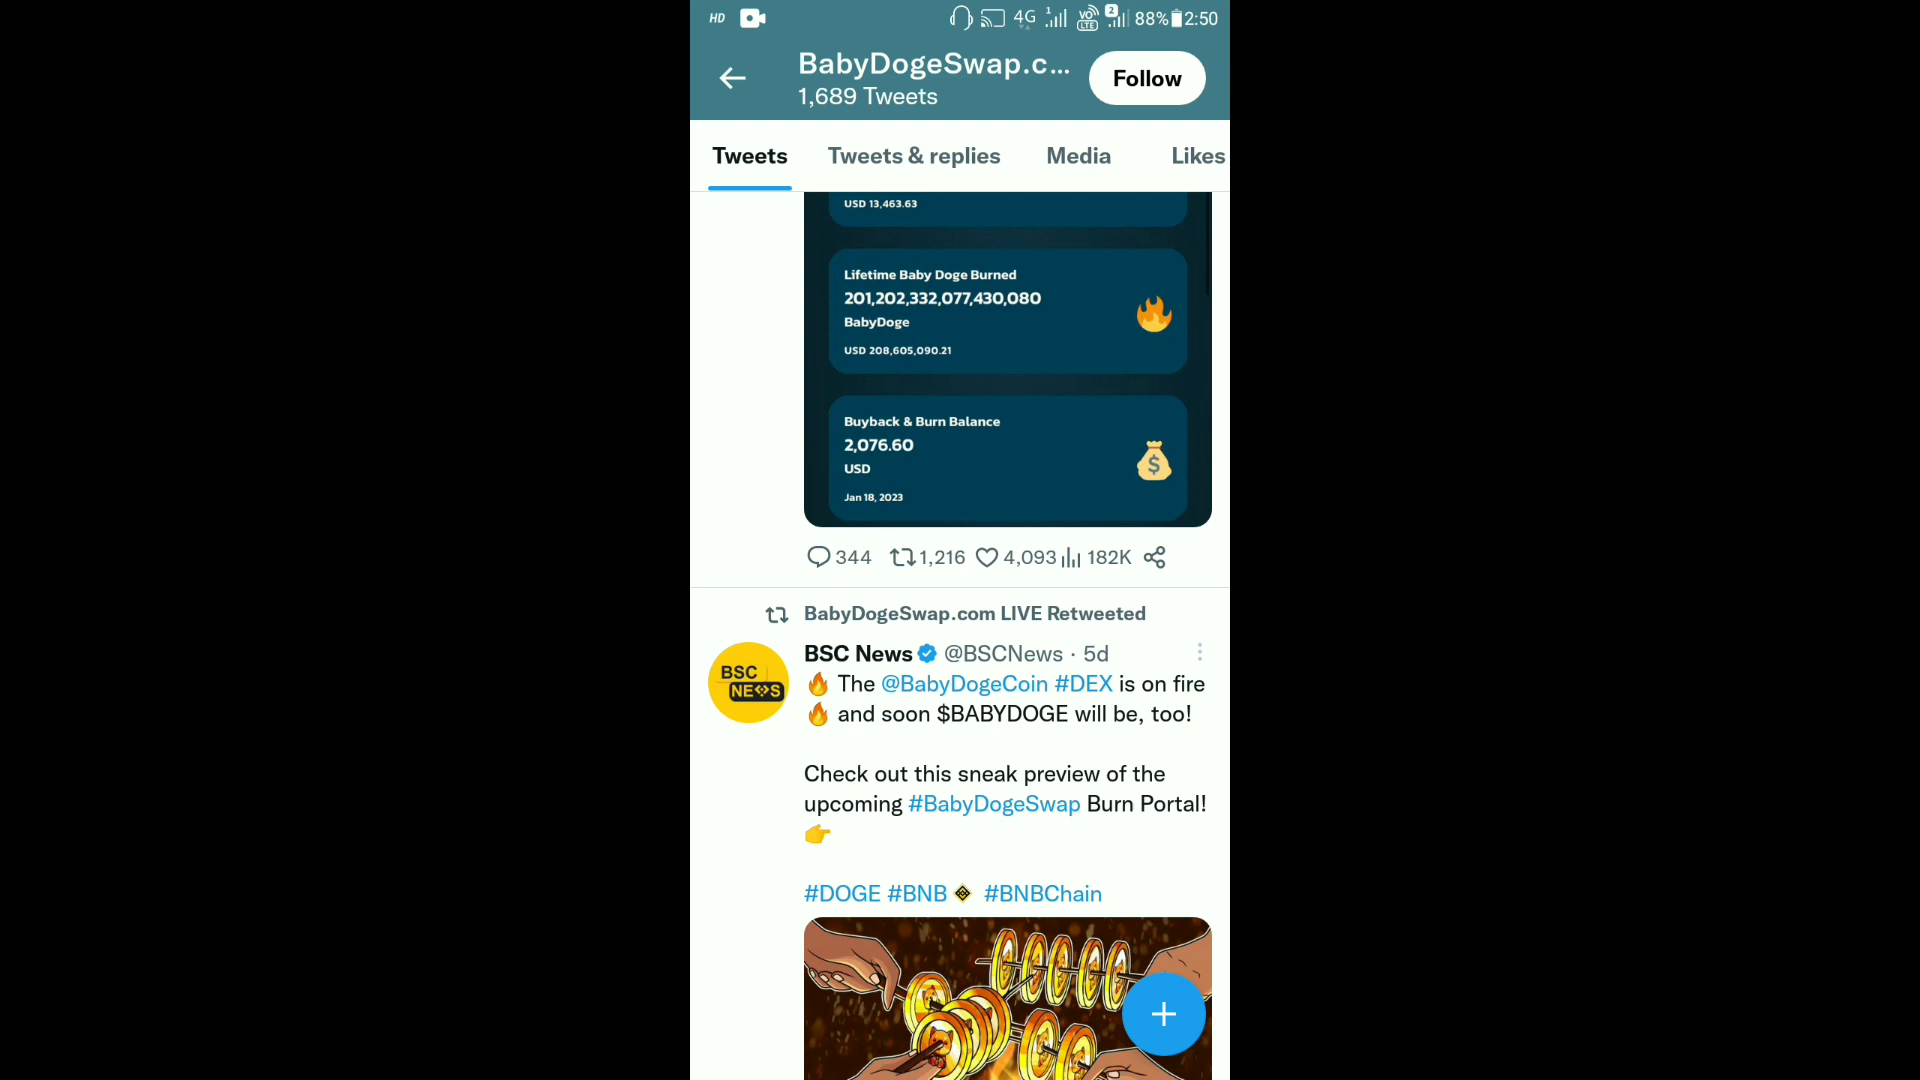 HD 4G 1 VO LTE 2 88% 2:50
BabyDogeSwap.c...
1,689 Tweets
Follow
Tweets Tweets & replies Media Likes
USD 13,463.63
Lifetime Baby Doge Burned
201,202,332,077,430,080
BabyDoge
USD 208,605,090.21
Buyback & Burn Balance
2,076.60
USD
Jan 18, 2023
344 1,216 4,093 182K
BabyDogeSwap.com LIVE Retweeted
BSC NEWS
BSC News @BSCNews · 5d
🔥 The @BabyDogeCoin #DEX is on fire
🔥 and soon $BABYDOGE will be, too!
Check out this sneak preview of the
upcoming #BabyDogeSwap Burn Portal!
👉
#DOGE #BNB #BNBChain